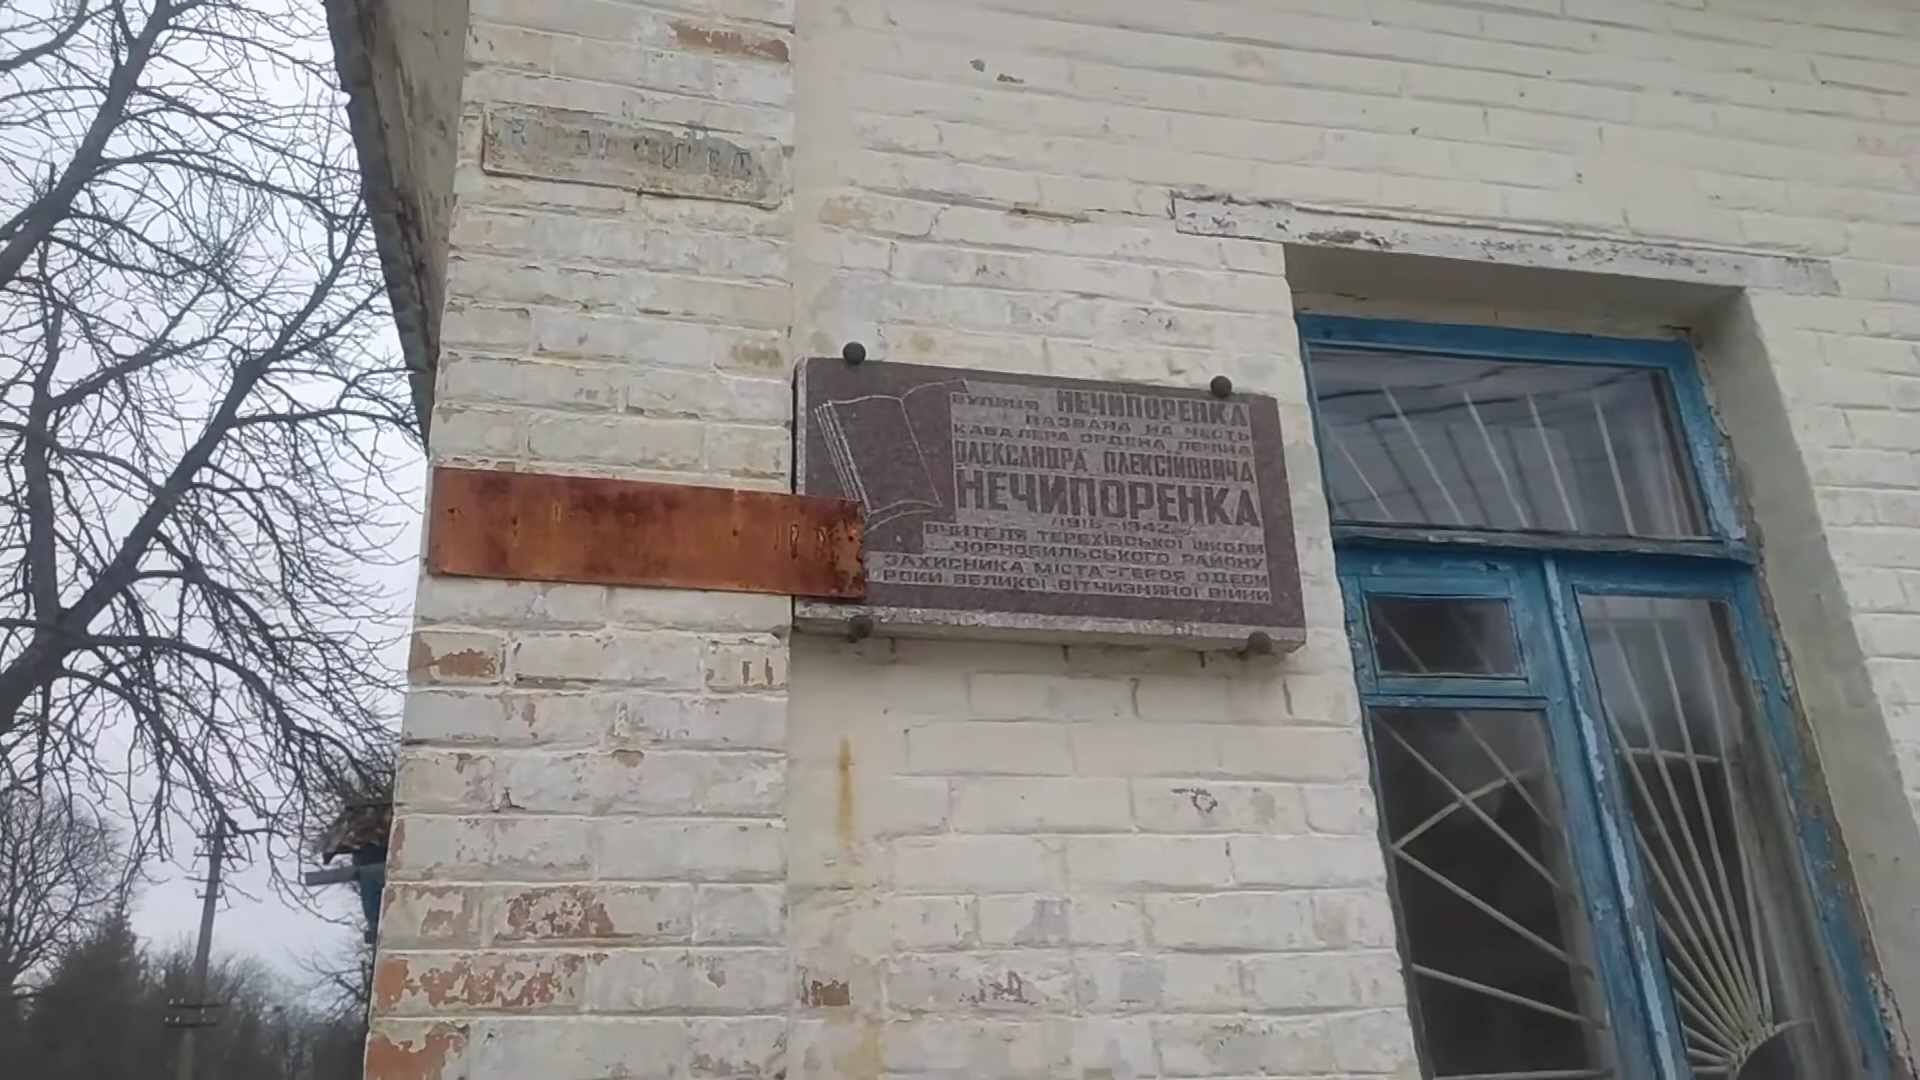 ВУЛИЦЯ НЕЧИПОРЕНКА
НАЗВАНА НА ЧЕСТЬ
КАВАЛЕРА ОРДЕНА ЛЕНІНА
ОЛЕКСАНДРА ОЛЕКСІЙОВИЧА
НЕЧИПОРЕНКА
/1916-1942
ВЧИТЕЛЯ ТЕРЕХІВСЬКОЇ ШКОЛИ
ЧОРНОБИЛЬСЬКОГО РАЙОНУ
ЗАХИСНИКА МІСТА-ГЕРОЯ ОДЕСИ
РОКИ ВЕЛИКОЇ ВІТЧИЗНЯНОЇ ВІЙНИ